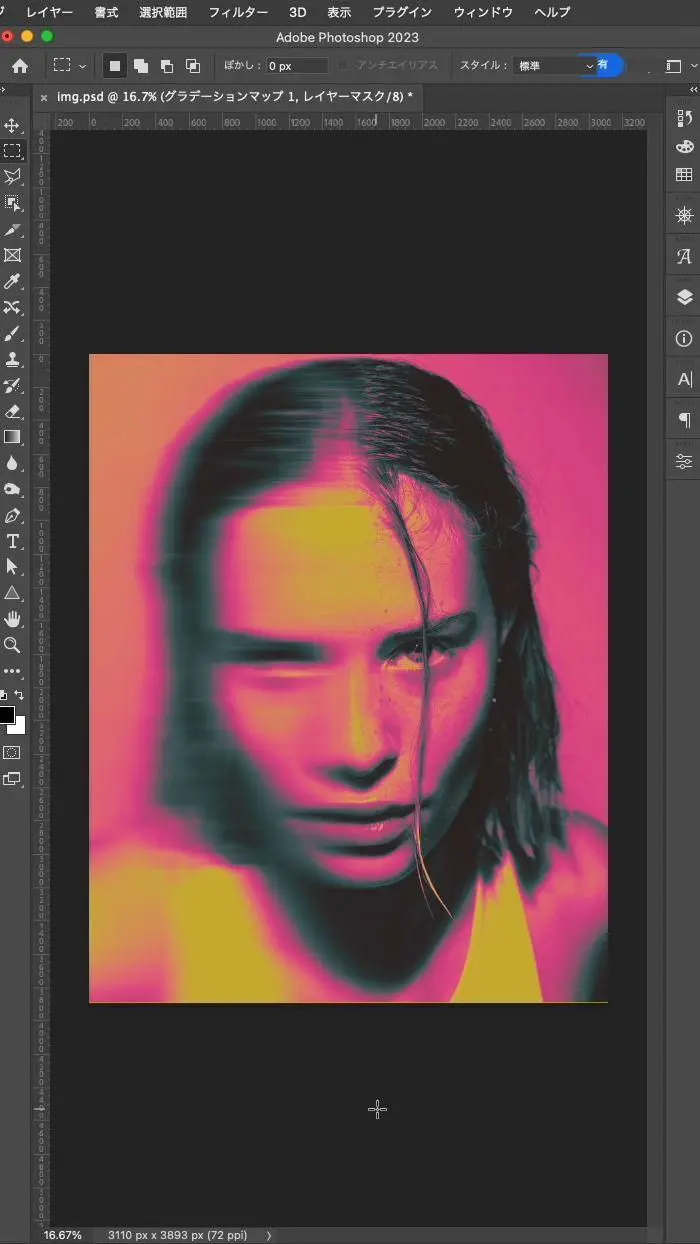 レイヤー 書式 選択範囲 フィルター 3D 表示 プラグイン ウィンドウ ヘルプ
Adobe Photoshop 2023
ぼかし : 0 px アンチエイリアス スタイル : 標準 有
× img.psd @ 16.7% (グラデーションマップ 1, レイヤーマスク/8) *
200 0 200 400 600 800 1000 1200 1400 1600 1800 2000 2200 2400 2600 2800 3000 3200
16.67% 3110 px x 3893 px (72 ppi)